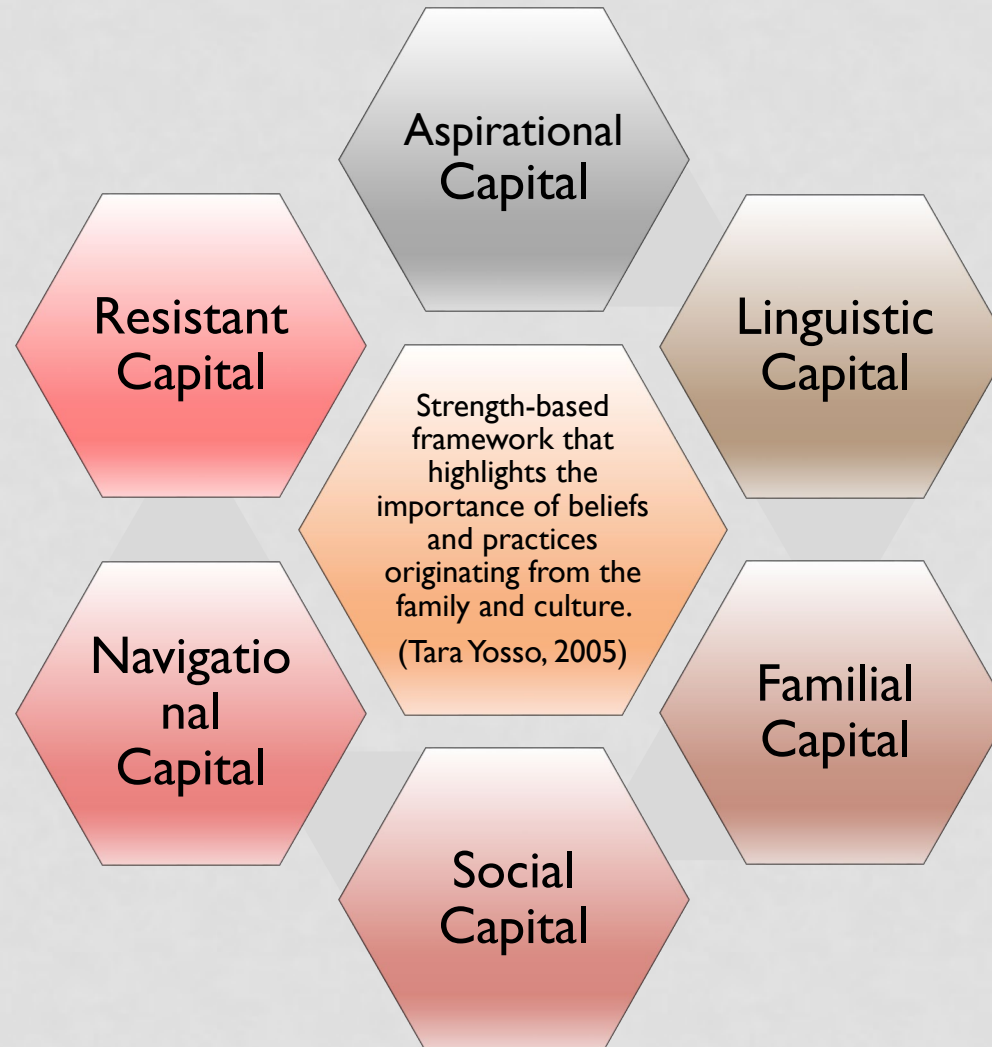 Aspirational
Capital
Resistant
Capital
Linguistic
Capital
Strength-based
framework that
highlights the
importance of beliefs
and practices
originating from the
family and culture.
(Tara Yosso, 2005)
Navigatio
nal
Capital
Familial
Capital
Social
Capital